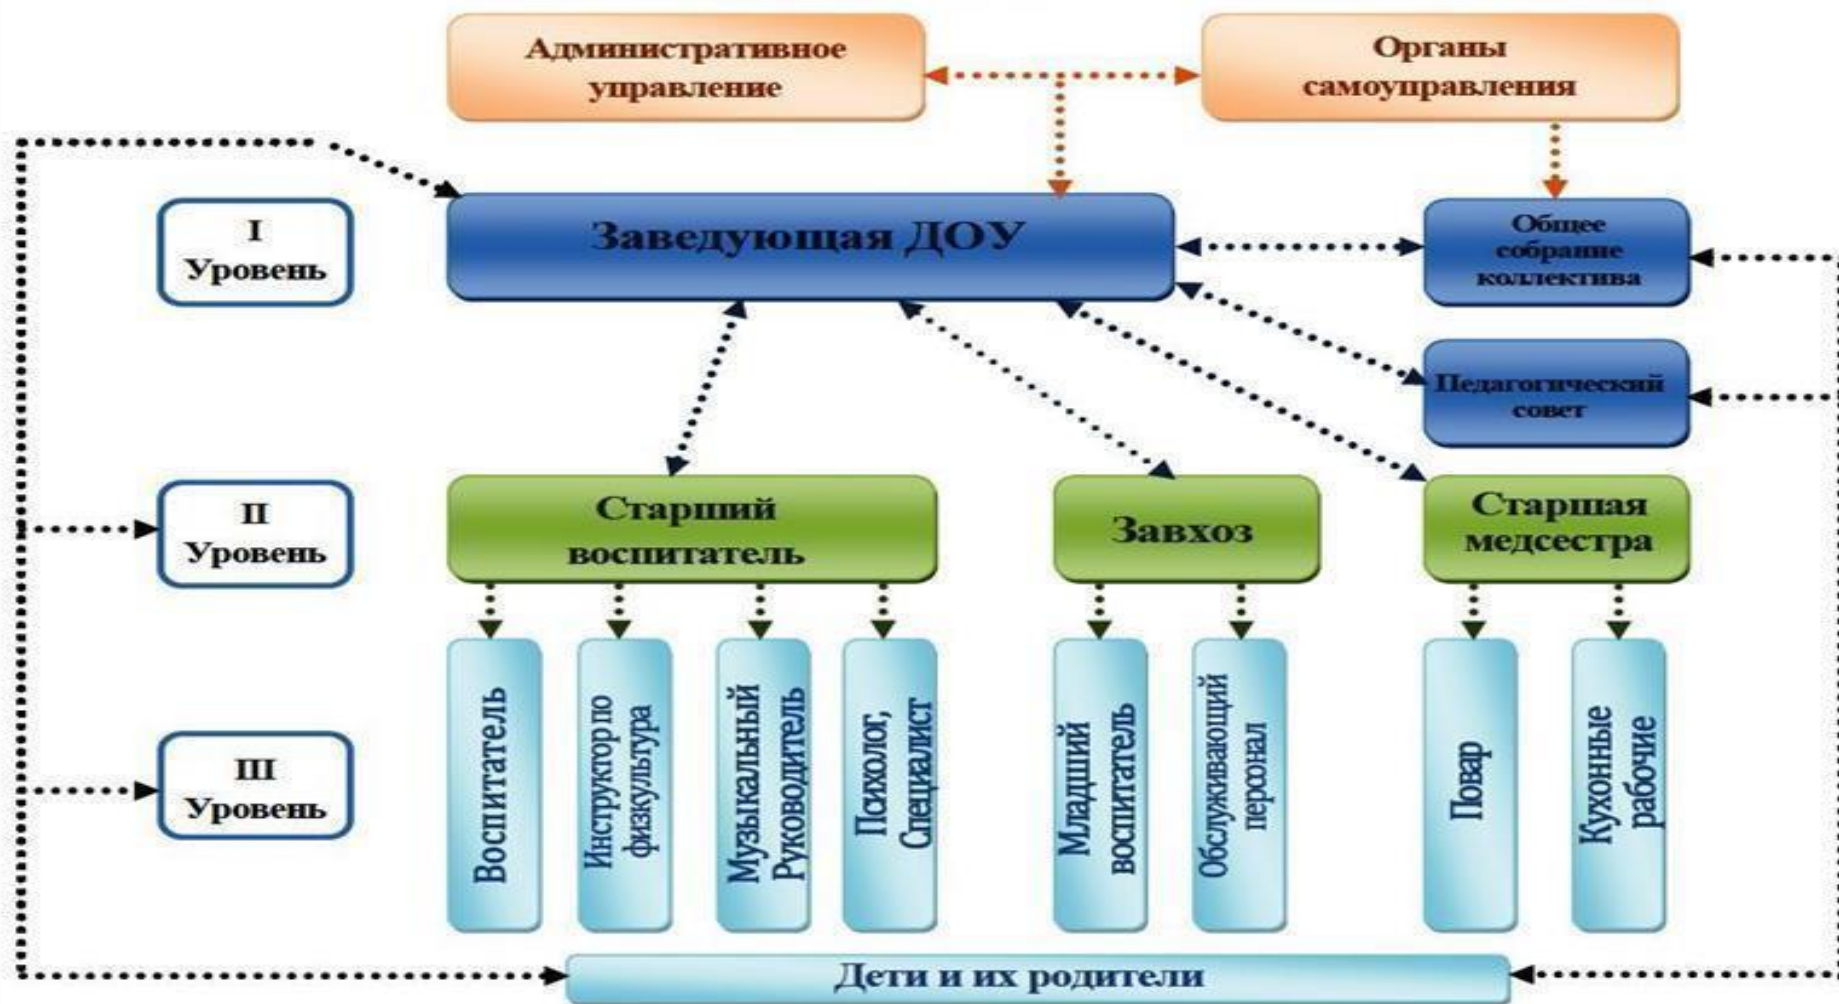 Административное
управление
Органы
самоуправления
I
Уровень
Заведующая ДОУ
Общее
собрание
коллектива
Педагогический
совет
II
Уровень
Старший
воспитатель
Завхоз
Старшая
медсестра
III
Уровень
Воспитатель
Инструктор по
физкультура
Музыкальный
Руководитель
Психолог,
Специалист
Младший
воспитатель
Обслуживающий
персонал
Повар
Кухонные
рабочие
Дети и их родители